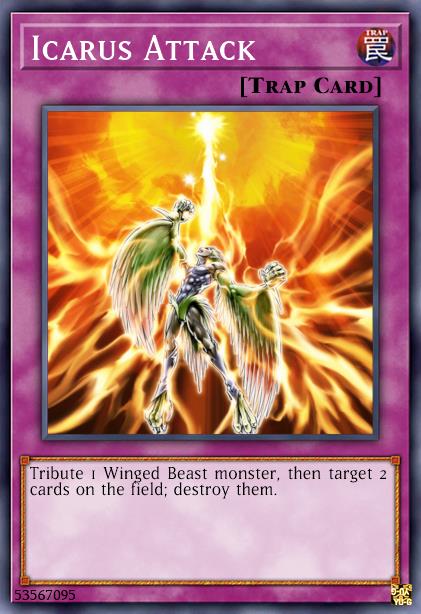 Icarus Attack
TRAP
罠
[Trap Card]
Tribute 1 Winged Beast monster, then target 2
cards on the field; destroy them.
53567095